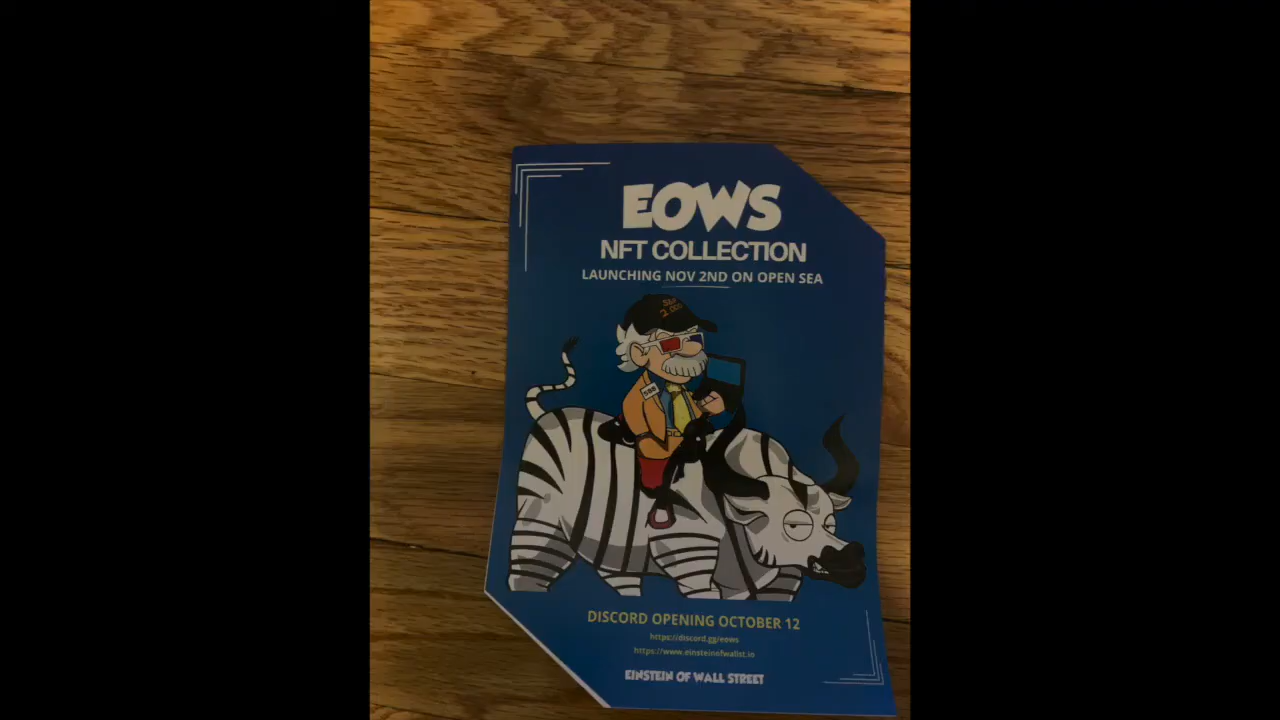 EOWS
NFT COLLECTION
LAUNCHING NOV 2ND ON OPEN SEA
DISCORD OPENING OCTOBER 12
https://discord.gg/eows
https://www.einsteinofwallst.io
EINSTEIN OF WALL STREET